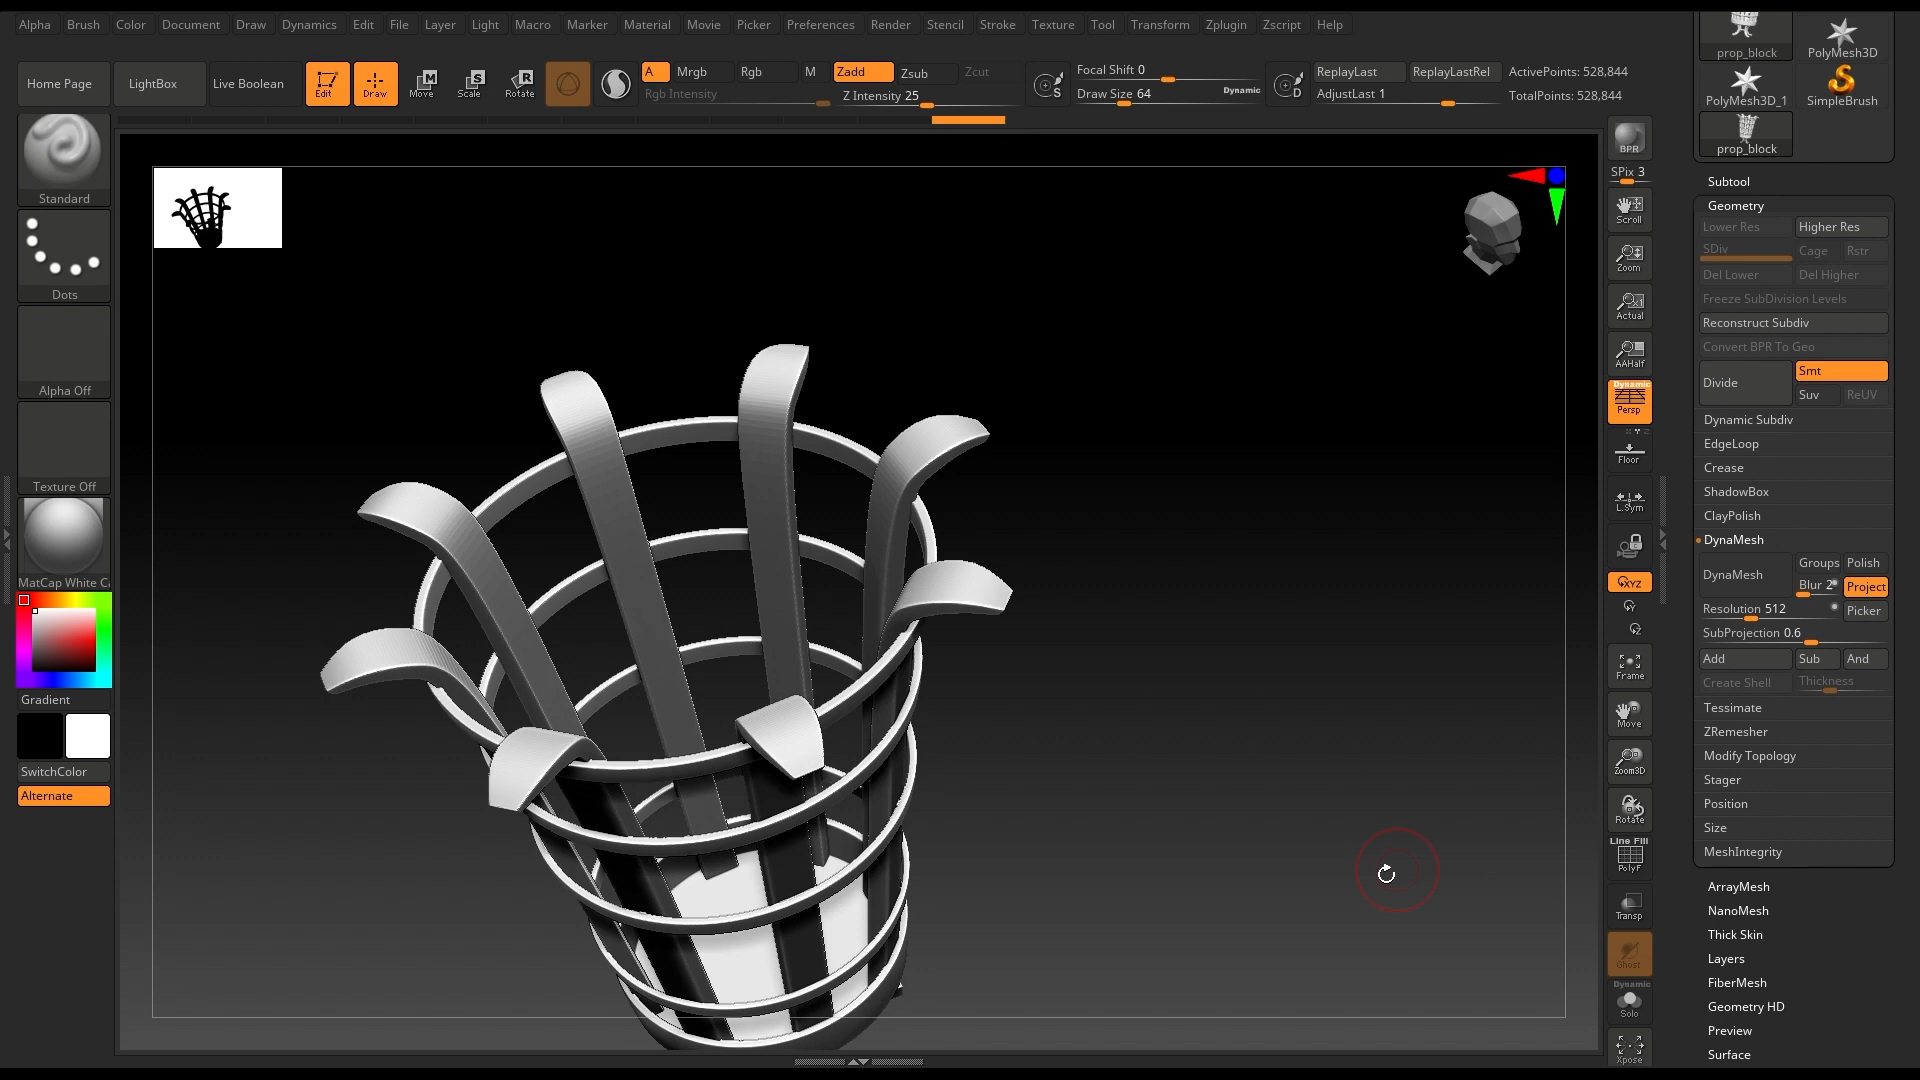 Alpha Brush Color Document Draw Dynamics Edit File Layer Light Macro Marker Material Movie Picker Preferences Render Stencil Stroke Texture Tool Transform Zplugin Zscript Help
Home Page
LightBox
Live Boolean
Edit
Draw
Move
Scale
Rotate
A
Mrgb
Rgb
M
Rgb Intensity
Zadd
Zsub
Zcut
Z Intensity 25
Focal Shift 0
Draw Size 64
Dynamic
ReplayLast
ReplayLastRel
AdjustLast 1
ActivePoints: 528,844
TotalPoints: 528,844
Standard
Dots
Alpha Off
Texture Off
MatCap White Ca
Gradient
SwitchColor
Alternate
BPR
SPix 3
Scroll
Zoom
Actual
AAHalf
Dynamic
Persp
Floor
L.Sym
XYZ
Y
Z
Frame
Move
Zoom3D
Rotate
Line Fill
PolyF
Transp
Ghost
Dynamic
Solo
Xpose
prop_block
PolyMesh3D
PolyMesh3D_1
SimpleBrush
prop_block
Subtool
Geometry
Lower Res
Higher Res
SDiv
Cage
Rstr
Del Lower
Del Higher
Freeze SubDivision Levels
Reconstruct Subdiv
Convert BPR To Geo
Divide
Smt
Suv
ReUV
Dynamic Subdiv
EdgeLoop
Crease
ShadowBox
ClayPolish
DynaMesh
DynaMesh
Groups
Polish
Blur 2
Project
Resolution 512
Picker
SubProjection 0.6
Add
Sub
And
Create Shell
Thickness
Tessimate
ZRemesher
Modify Topology
Stager
Position
Size
MeshIntegrity
ArrayMesh
NanoMesh
Thick Skin
Layers
FiberMesh
Geometry HD
Preview
Surface